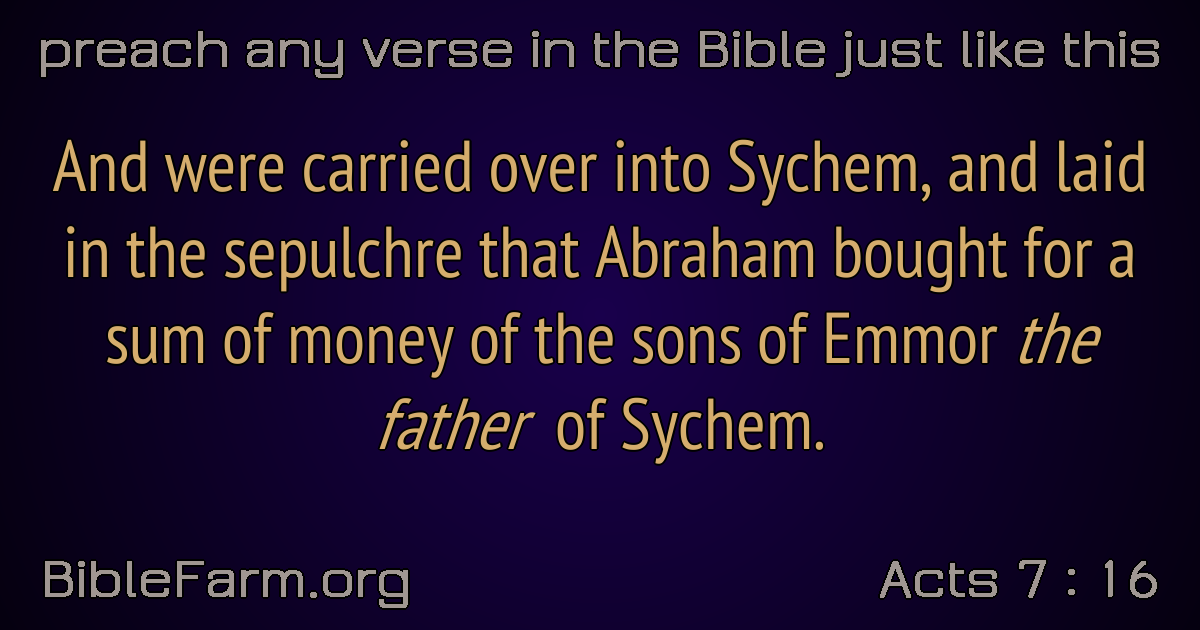 preach any verse in the Bible just like this
And were carried over into Sychem, and laid
in the sepulchre that Abraham bought for a
sum of money of the sons of Emmor the
father of Sychem.
BibleFarm.org
Acts 7 : 16